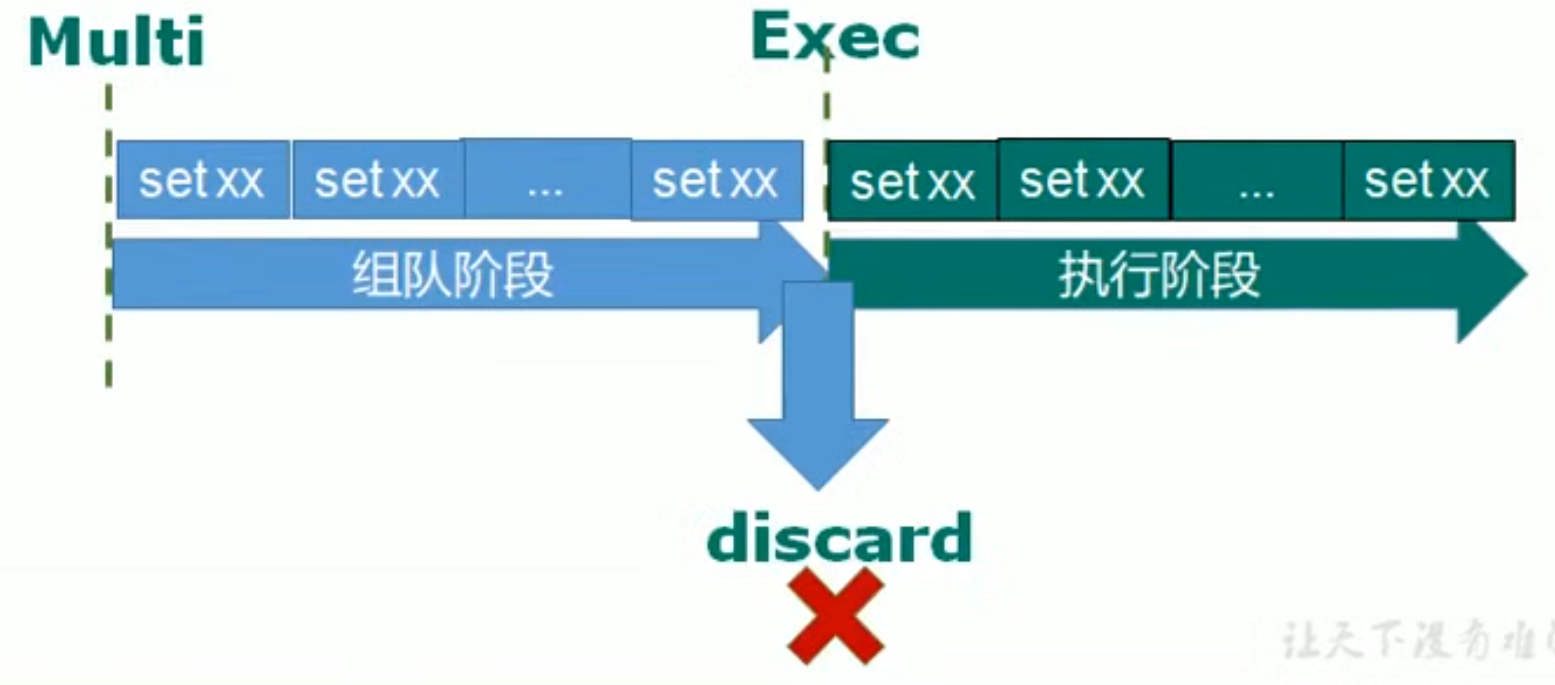 Multi
Exec
set xx set xx ... set xx
set xx set xx ... set xx
组队阶段
执行阶段
discard
让天下没有难